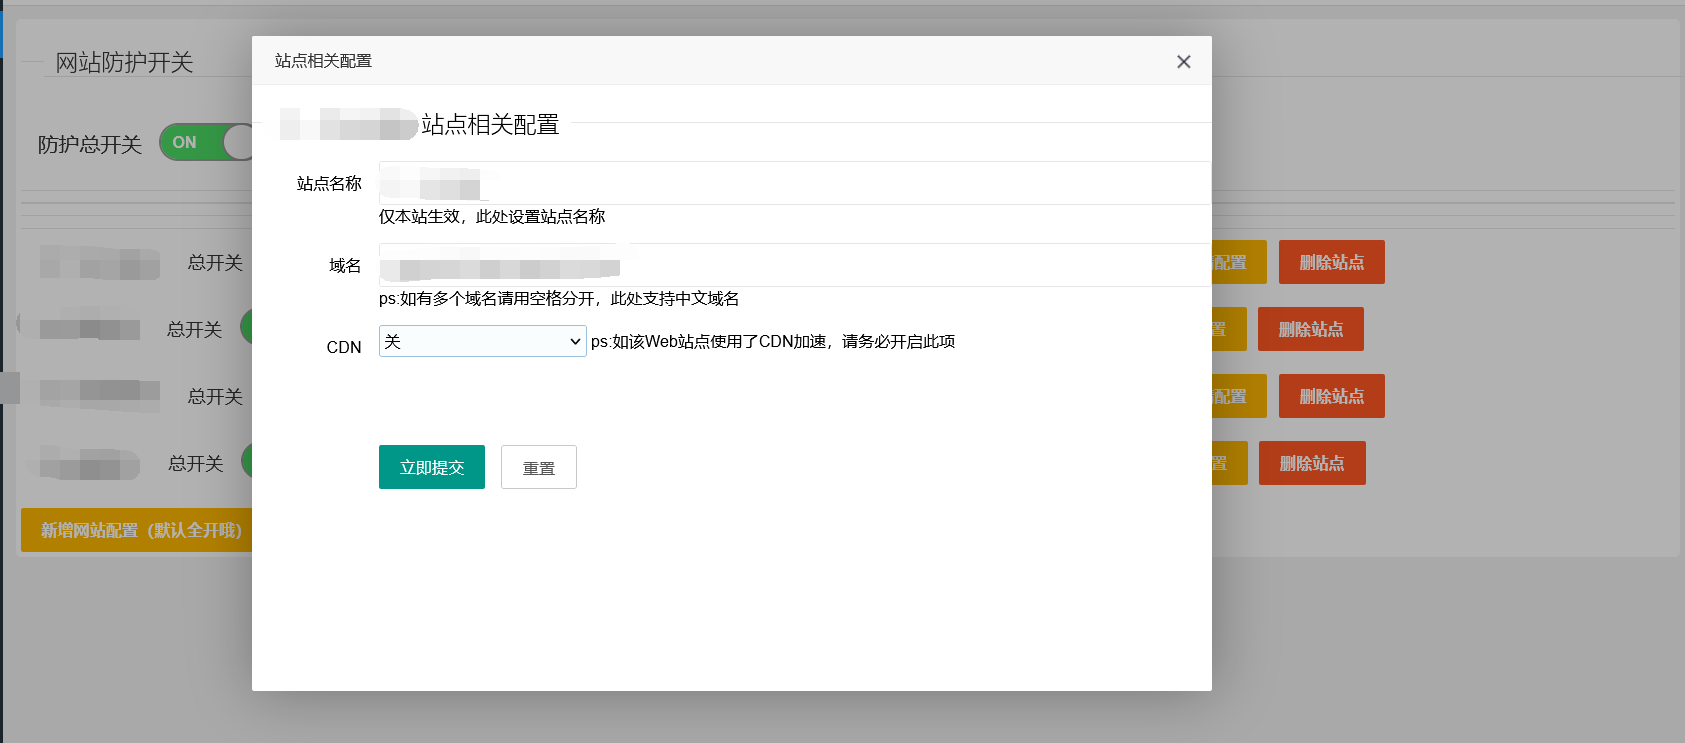 网站防护开关
防护总开关 ON
站点相关配置
站点相关配置
站点名称
仅本站生效，此处设置站点名称
域名
ps:如有多个域名请用空格分开，此处支持中文域名
CDN 关 ps:如该Web站点使用了CDN加速，请务必开启此项
立即提交 重置
总开关 配置 删除站点
总开关 置 删除站点
总开关 配置 删除站点
总开关 置 删除站点
新增网站配置（默认全开哦）